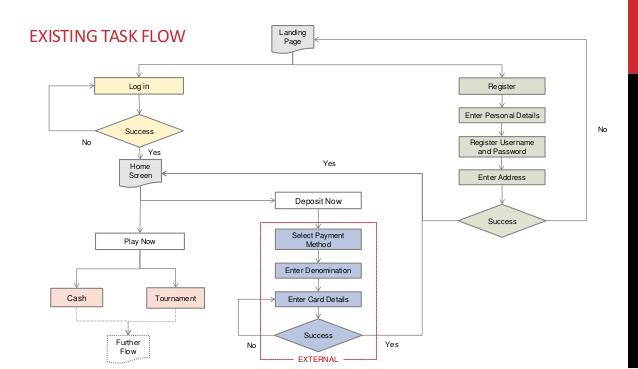 EXISTING TASK FLOW
Landing
Page
Log in
Success
No
Yes
Home
Screen
Register
Enter Personal Details
Register Username
and Password
Enter Address
Success
No
Yes
Deposit Now
Play Now
Select Payment
Method
Enter Denomination
Enter Card Details
Success
No
Yes
EXTERNAL
Cash
Tournament
Further
Flow